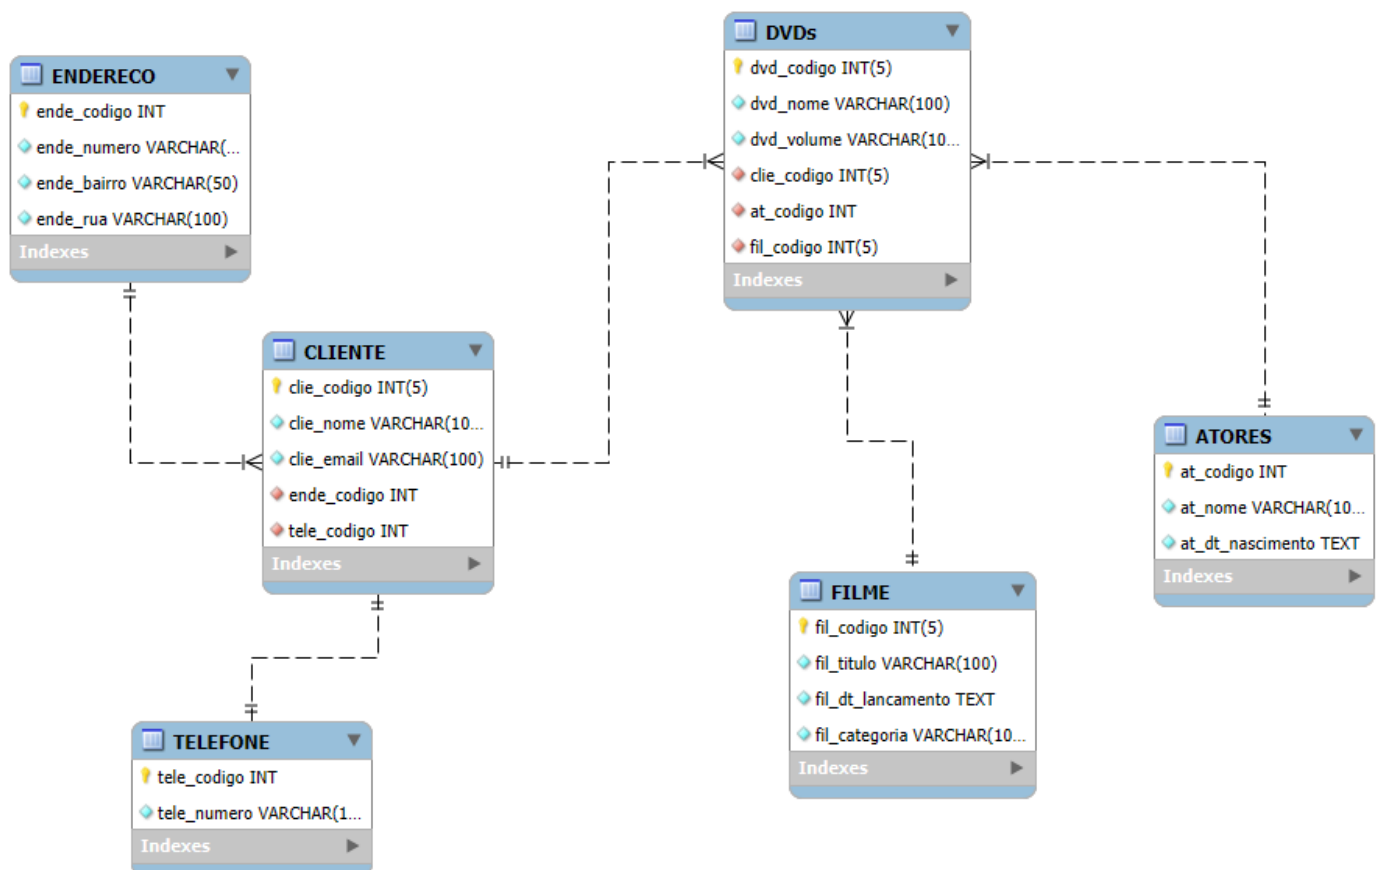 ENDERECO
ende_codigo INT
ende_numero VARCHAR(...
ende_bairro VARCHAR(50)
ende_rua VARCHAR(100)
Indexes
CLIENTE
clie_codigo INT(5)
clie_nome VARCHAR(10...
clie_email VARCHAR(100)
ende_codigo INT
tele_codigo INT
Indexes
TELEFONE
tele_codigo INT
tele_numero VARCHAR(1...
Indexes
DVDs
dvd_codigo INT(5)
dvd_nome VARCHAR(100)
dvd_volume VARCHAR(10...
clie_codigo INT(5)
at_codigo INT
fil_codigo INT(5)
Indexes
FILME
fil_codigo INT(5)
fil_titulo VARCHAR(100)
fil_dt_lancamento TEXT
fil_categoria VARCHAR(10...
Indexes
ATORES
at_codigo INT
at_nome VARCHAR(10...
at_dt_nascimento TEXT
Indexes